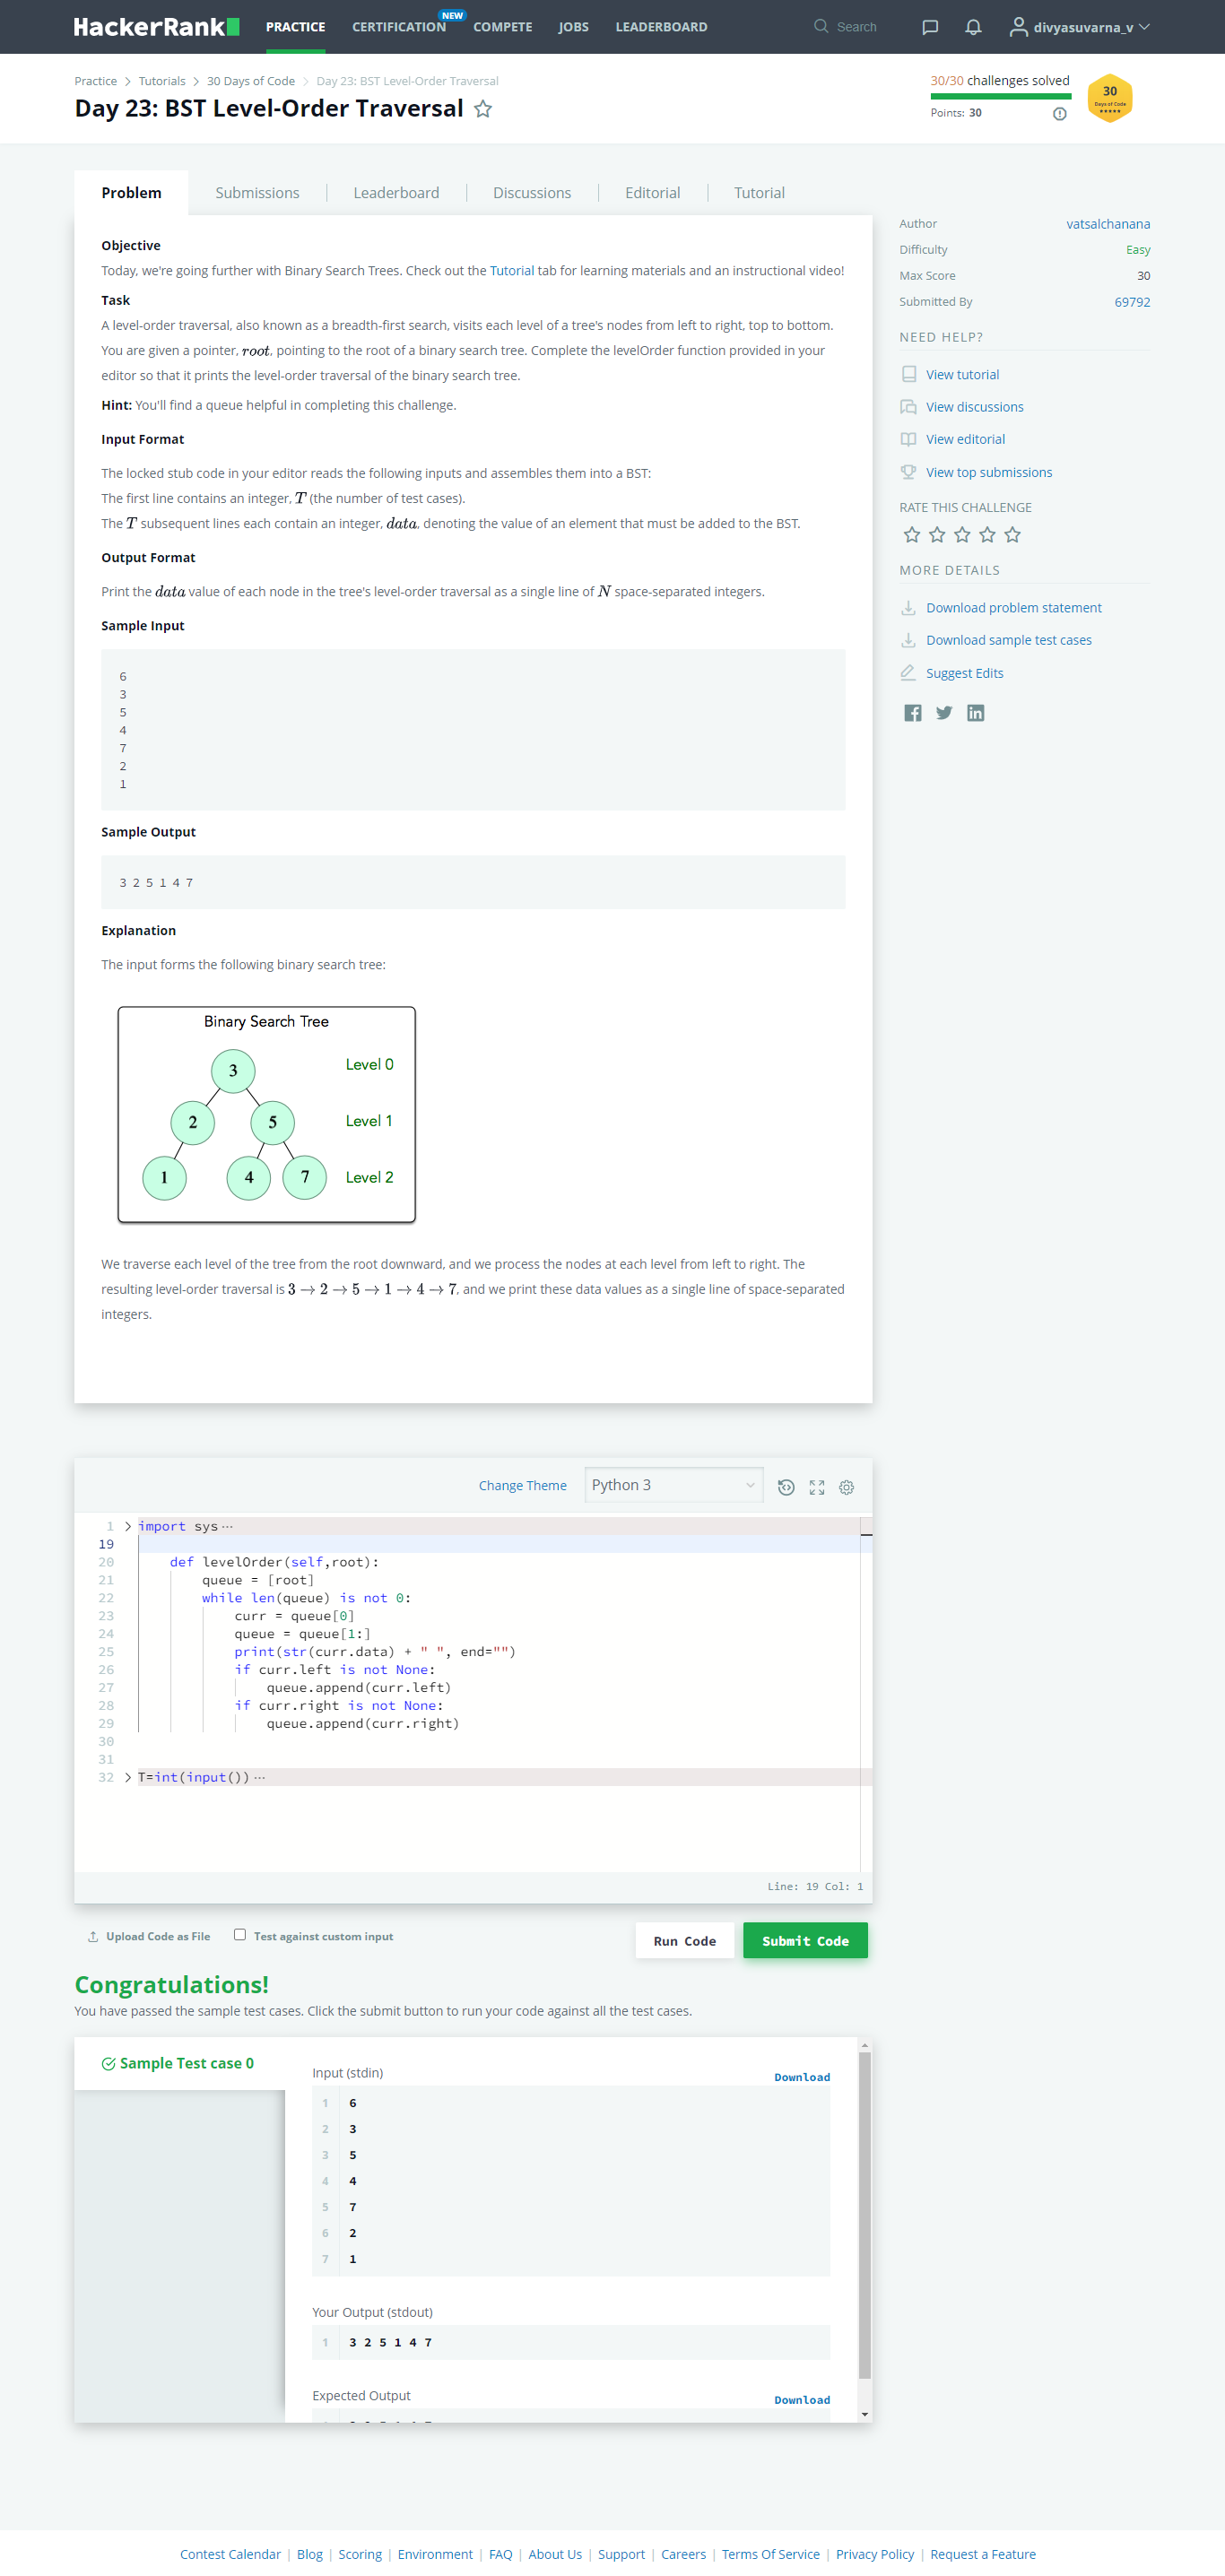 HackerRank
PRACTICE
CERTIFICATION
NEW
COMPETE
JOBS
LEADERBOARD
Search
divyasuvarna_v
Practice > Tutorials > 30 Days of Code > Day 23: BST Level-Order Traversal
Day 23: BST Level-Order Traversal
30/30 challenges solved
Points: 30
30
Days of Code
Problem
Submissions
Leaderboard
Discussions
Editorial
Tutorial
Objective
Today, we're going further with Binary Search Trees. Check out the Tutorial tab for learning materials and an instructional video!
Task
A level-order traversal, also known as a breadth-first search, visits each level of a tree's nodes from left to right, top to bottom.
You are given a pointer, root, pointing to the root of a binary search tree. Complete the levelOrder function provided in your
editor so that it prints the level-order traversal of the binary search tree.
Hint: You'll find a queue helpful in completing this challenge.
Input Format
The locked stub code in your editor reads the following inputs and assembles them into a BST:
The first line contains an integer, T (the number of test cases).
The T subsequent lines each contain an integer, data, denoting the value of an element that must be added to the BST.
Output Format
Print the data value of each node in the tree's level-order traversal as a single line of N space-separated integers.
Sample Input
6
3
5
4
7
2
1
Sample Output
3 2 5 1 4 7
Explanation
The input forms the following binary search tree:
Binary Search Tree
3
Level 0
2
5
Level 1
1
4
7
Level 2
We traverse each level of the tree from the root downward, and we process the nodes at each level from left to right. The
resulting level-order traversal is 3 → 2 → 5 → 1 → 4 → 7, and we print these data values as a single line of space-separated
integers.
Author vatsalchanana
Difficulty Easy
Max Score 30
Submitted By 69792
NEED HELP?
View tutorial
View discussions
View editorial
View top submissions
RATE THIS CHALLENGE
MORE DETAILS
Download problem statement
Download sample test cases
Suggest Edits
Change Theme
Python 3
1 > import sys ···
19
20 def levelOrder(self,root):
21 queue = [root]
22 while len(queue) is not 0:
23 curr = queue[0]
24 queue = queue[1:]
25 print(str(curr.data) + " ", end="")
26 if curr.left is not None:
27 queue.append(curr.left)
28 if curr.right is not None:
29 queue.append(curr.right)
30
31
32 > T=int(input()) ···
Line: 19 Col: 1
Upload Code as File
Test against custom input
Run Code
Submit Code
Congratulations!
You have passed the sample test cases. Click the submit button to run your code against all the test cases.
Sample Test case 0
Input (stdin)
Download
1 6
2 3
3 5
4 4
5 7
6 2
7 1
Your Output (stdout)
1 3 2 5 1 4 7
Expected Output
Download
Contest Calendar | Blog | Scoring | Environment | FAQ | About Us | Support | Careers | Terms Of Service | Privacy Policy | Request a Feature